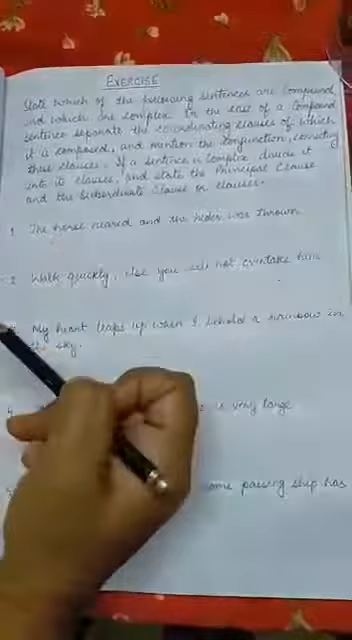 EXERCISE
State which of the following sentences are Compound
and which are complex. In the case of a Compound
sentence separate the co-ordinating clauses of which
it is composed, and mention the conjunction, connecting
these clauses. If a sentence is Complex divide it
into its clauses, and state the Principal Clause
and the Subordinate Clause or clauses.
1 The horse reared and the rider was thrown.
2 Walk quickly, else you will not overtake him.
My heart leaps up when I behold a rainbow in
the sky.
4 is very large
some passing ship has